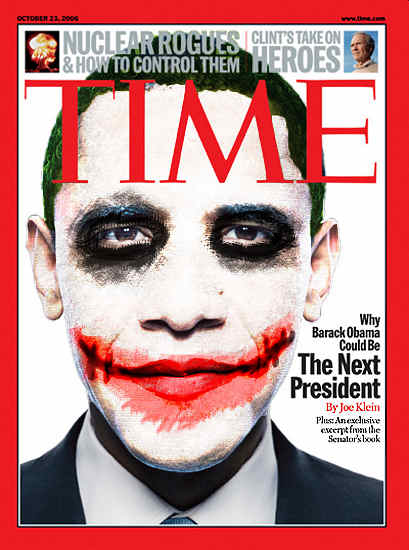 OCTOBER 23, 2006
www.time.com
NUCLEAR ROGUES
& HOW TO CONTROL THEM
CLINT'S TAKE ON
HEROES
TIME
Why
Barack Obama
Could Be
The Next
President
By Joe Klein
Plus: An exclusive
excerpt from the
Senator's book